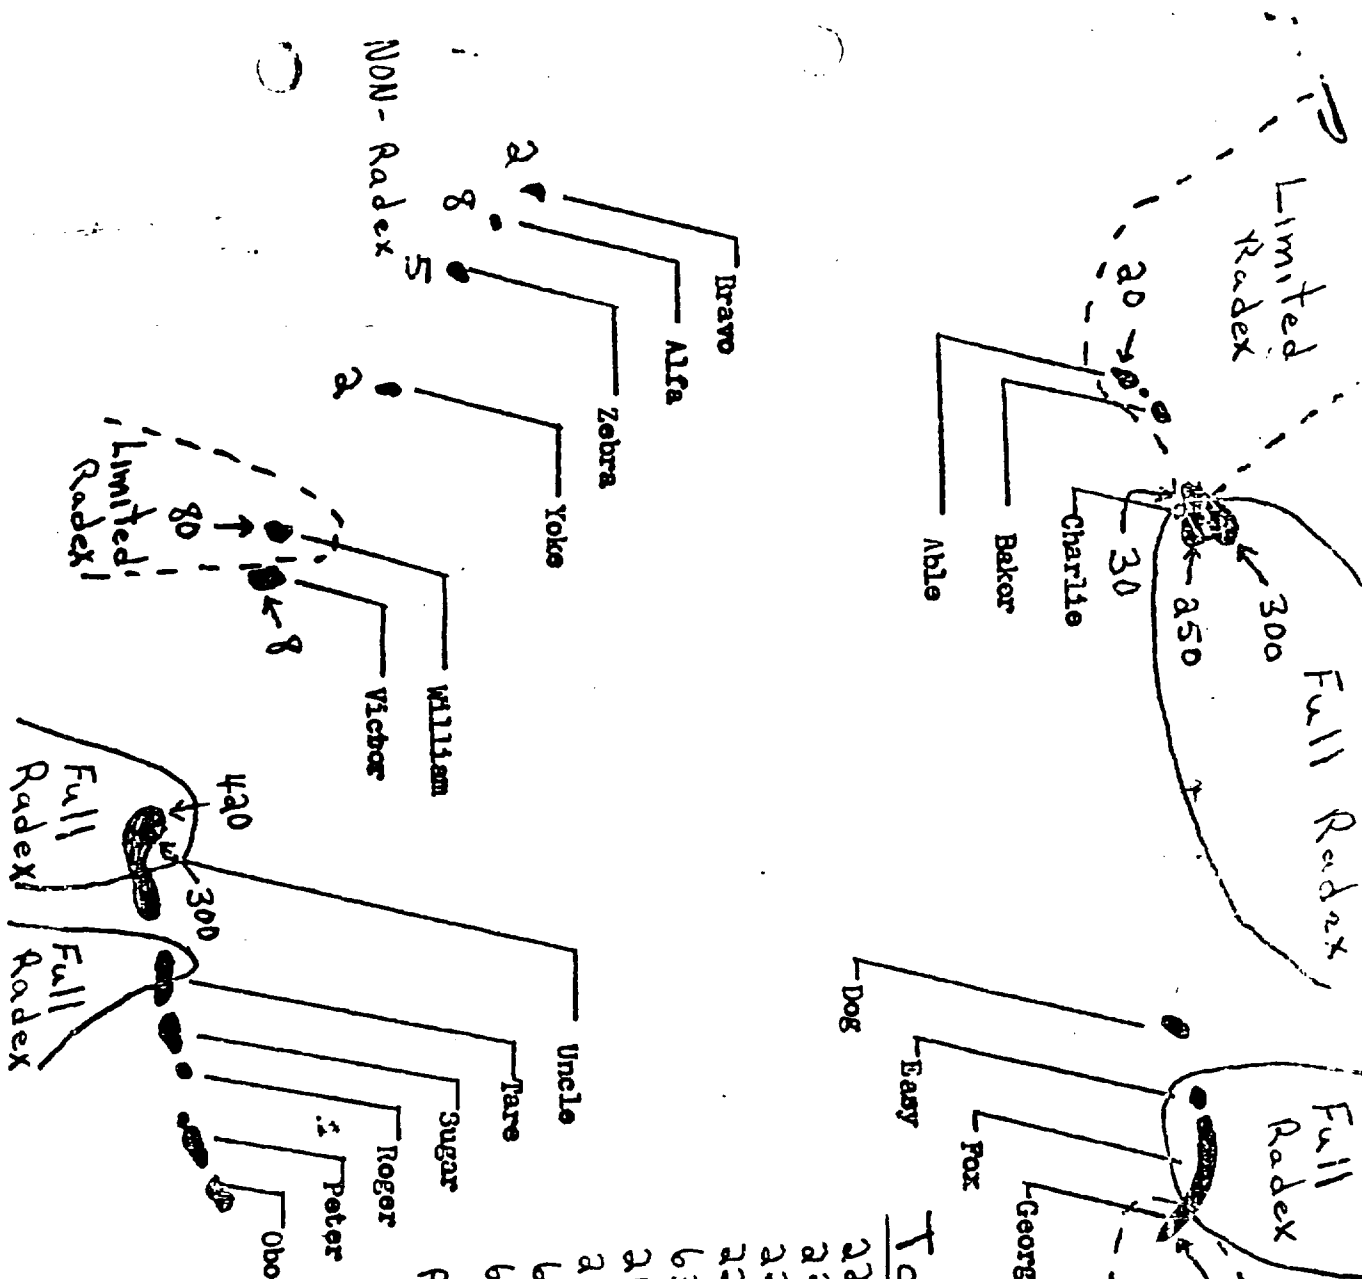 Limited
Radex
20
Full Radex
300
250
30
Charlie
Baker
Able
Full
Radex
Dog
Easy
Fox
Georg
NON-Radex
2
8
5
2
Bravo
Alfa
Zebra
Yoke
Limited
Radex
80
8
William
Victor
420
300
Full
Radex
Full
Radex
Uncle
Tare
Sugar
Roger
Peter
Obo